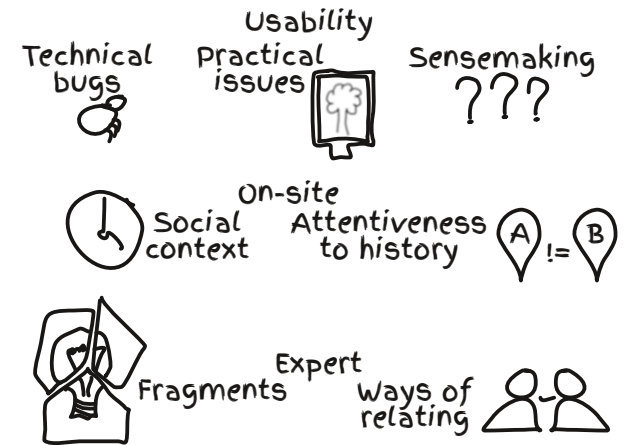 Usability
Technical
bugs
Practical
issues
Sensemaking
???
On-site
Social
context
Attentiveness
to history
A != B
Expert
Fragments
Ways of
relating